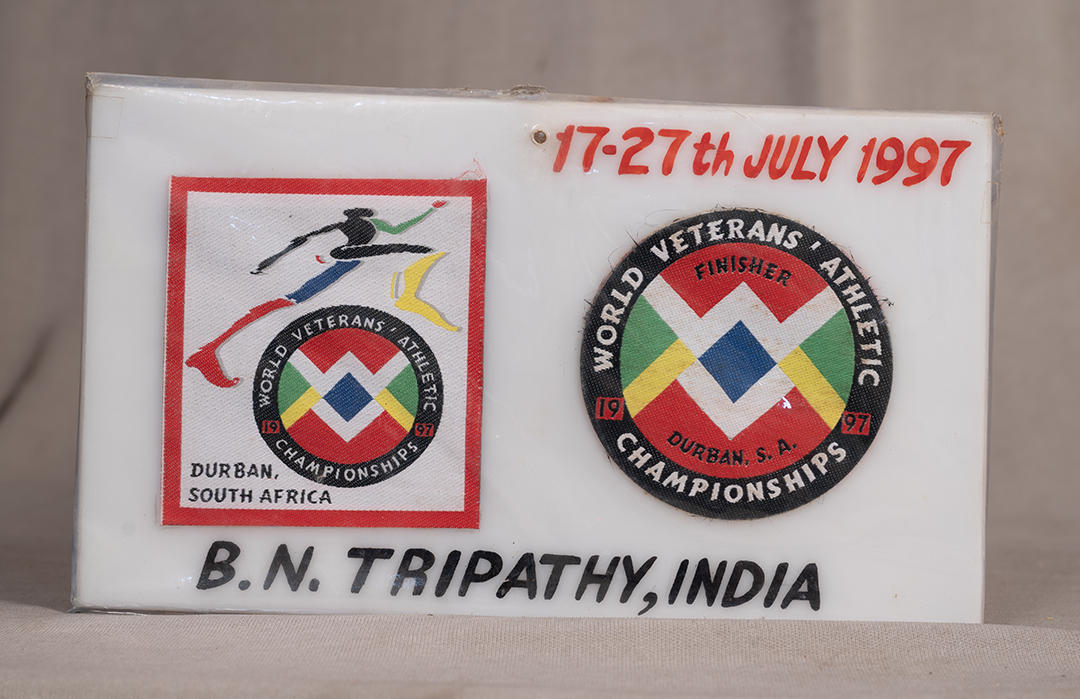 17-27th JULY 1997
WORLD VETERANS' ATHLETIC
19 97
CHAMPIONSHIPS
DURBAN,
SOUTH AFRICA
WORLD VETERANS' ATHLETIC
FINISHER
19 97
DURBAN, S. A.
CHAMPIONSHIPS
B.N. TRIPATHY, INDIA